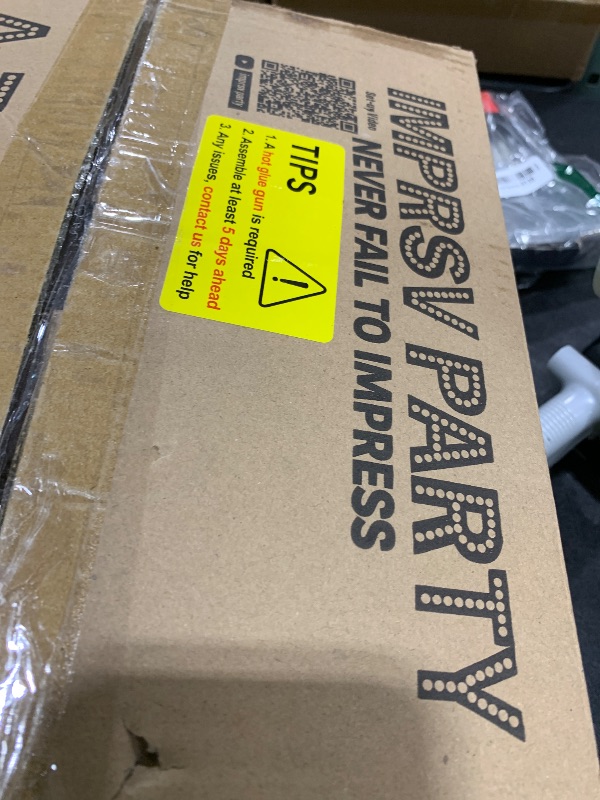 IMPRSV PARTY
NEVER FAIL TO IMPRESS
Set-up Video
TIPS
1. A hot glue gun is required
2. Assemble at least 5 days ahead
3. Any issues, contact us for help
!